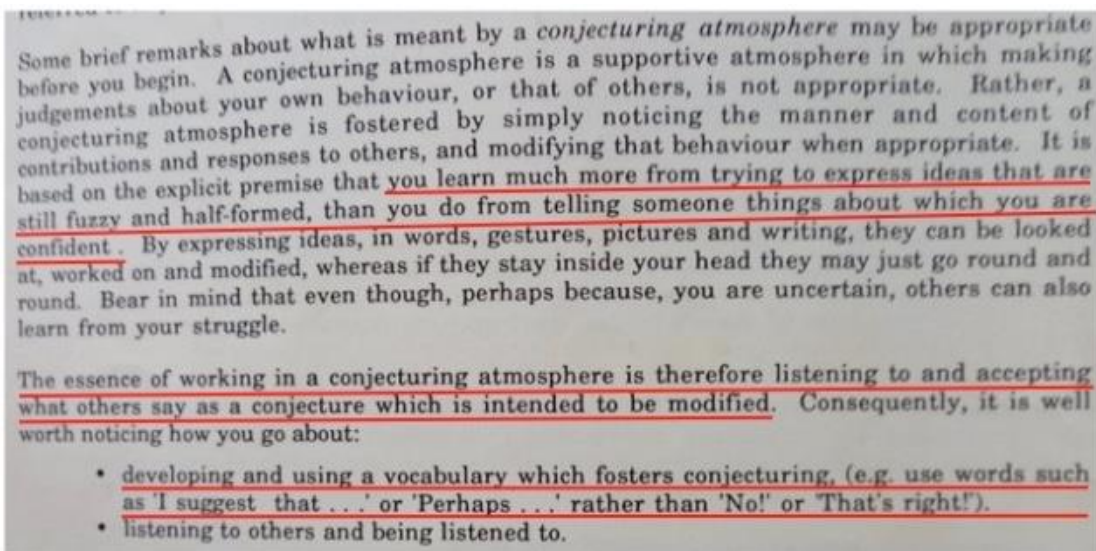 Some brief remarks about what is meant by a conjecturing atmosphere may be appropriate
before you begin. A conjecturing atmosphere is a supportive atmosphere in which making
judgements about your own behaviour, or that of others, is not appropriate. Rather, a
conjecturing atmosphere is fostered by simply noticing the manner and content of
contributions and responses to others, and modifying that behaviour when appropriate. It is
based on the explicit premise that you learn much more from trying to express ideas that are
still fuzzy and half-formed, than you do from telling someone things about which you are
confident . By expressing ideas, in words, gestures, pictures and writing, they can be looked
at, worked on and modified, whereas if they stay inside your head they may just go round and
round. Bear in mind that even though, perhaps because, you are uncertain, others can also
learn from your struggle.
The essence of working in a conjecturing atmosphere is therefore listening to and accepting
what others say as a conjecture which is intended to be modified. Consequently, it is well
worth noticing how you go about:
• developing and using a vocabulary which fosters conjecturing, (e.g. use words such
as 'I suggest that . . .' or 'Perhaps . . .' rather than 'No!' or 'That's right!').
• listening to others and being listened to.